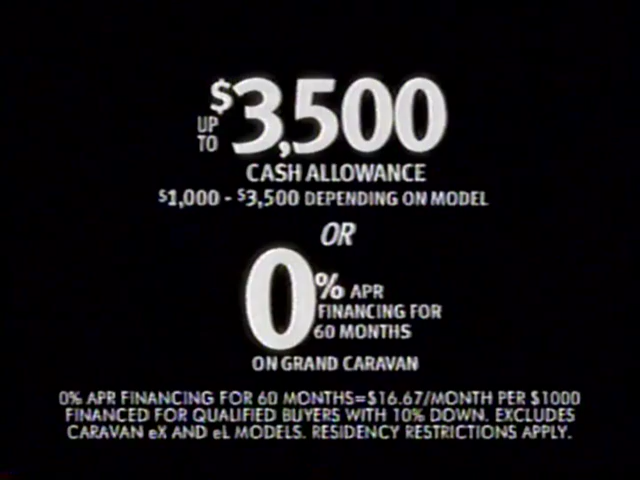 UP TO $3,500
CASH ALLOWANCE
$1,000 - $3,500 DEPENDING ON MODEL
OR
0% APR
FINANCING FOR
60 MONTHS
ON GRAND CARAVAN
0% APR FINANCING FOR 60 MONTHS=$16.67/MONTH PER $1000
FINANCED FOR QUALIFIED BUYERS WITH 10% DOWN. EXCLUDES
CARAVAN eX AND eL MODELS. RESIDENCY RESTRICTIONS APPLY.